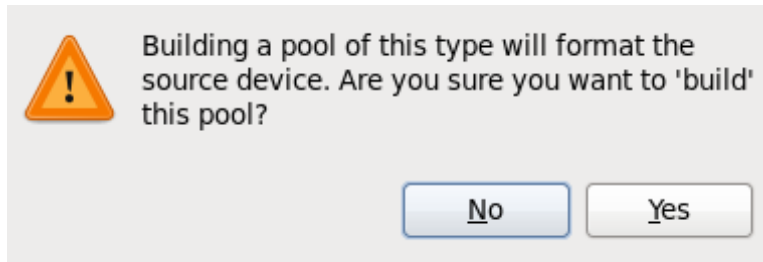 Building a pool of this type will format the
source device. Are you sure you want to 'build'
this pool?
No
Yes